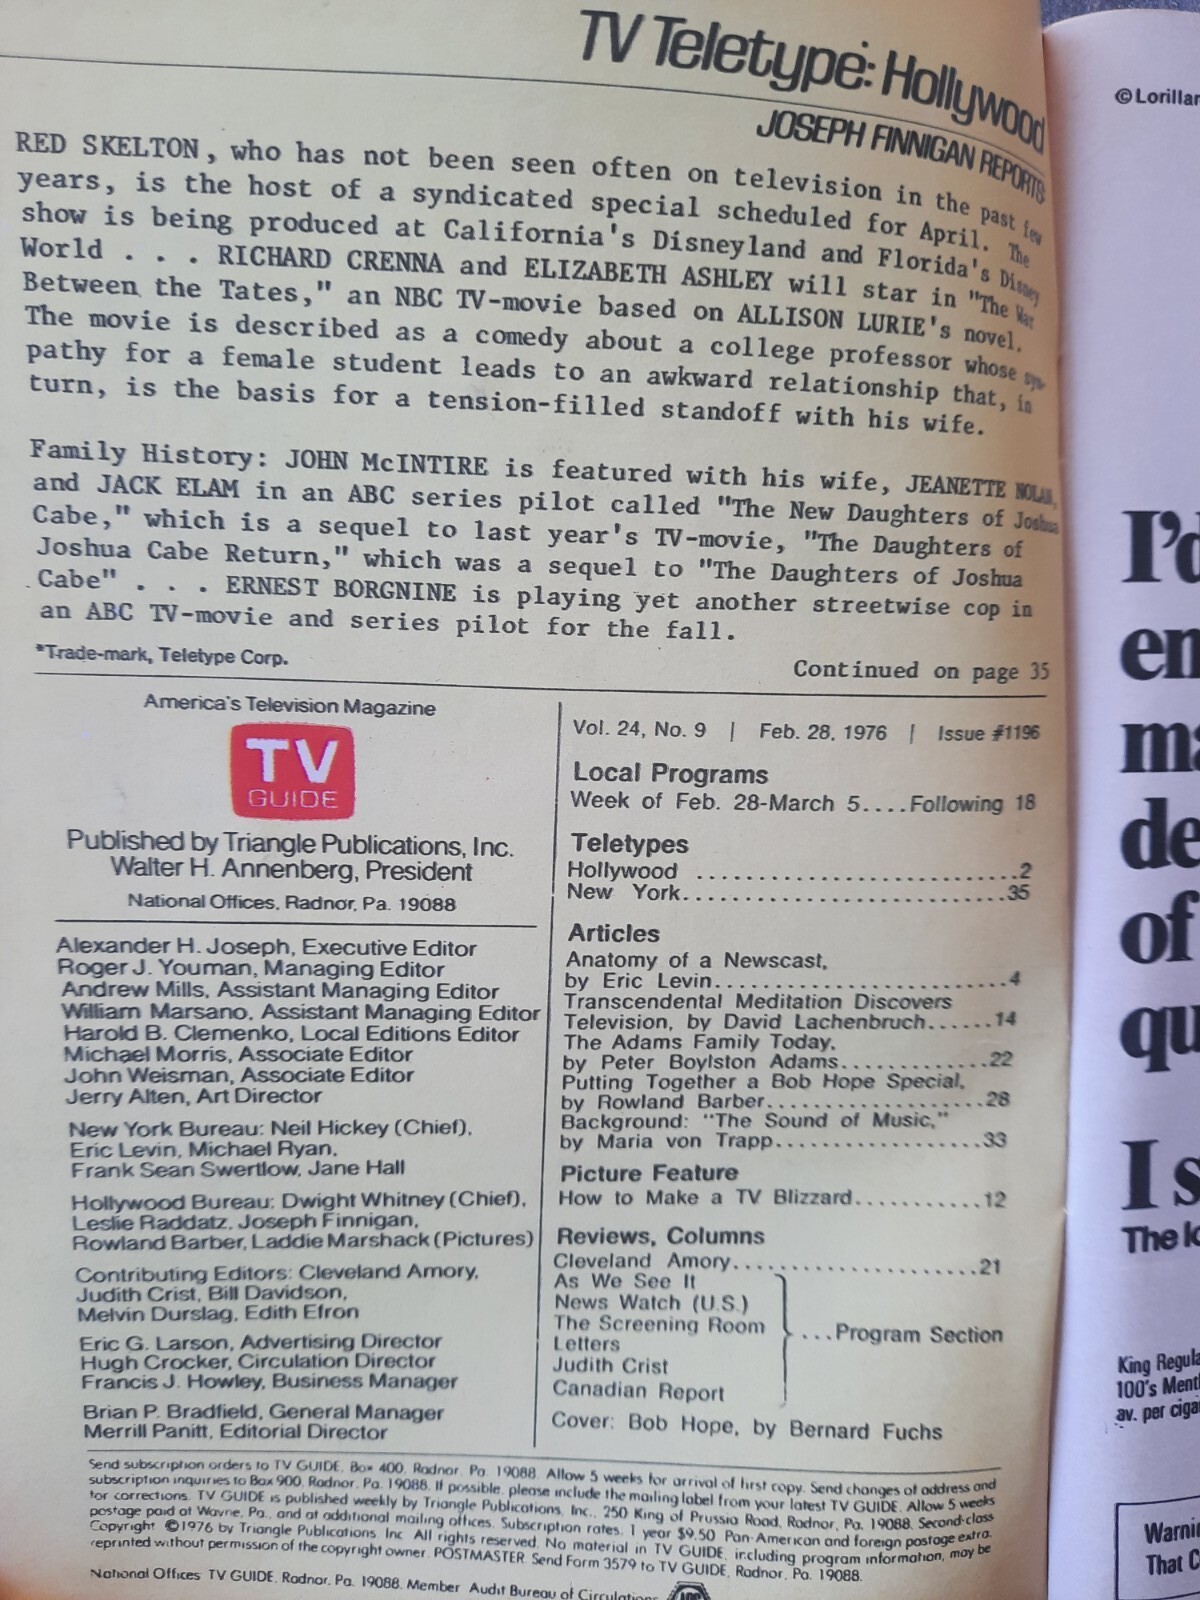 TV Teletype: Hollywood
JOSEPH FINNIGAN REPORTS
RED SKELTON, who has not been seen often on television in the past few
years, is the host of a syndicated special scheduled for April. The
show is being produced at California's Disneyland and Florida's Disney
World . . . RICHARD CRENNA and ELIZABETH ASHLEY will star in "The War
Between the Tates," an NBC TV-movie based on ALLISON LURIE's novel.
The movie is described as a comedy about a college professor whose sym-
pathy for a female student leads to an awkward relationship that, in
turn, is the basis for a tension-filled standoff with his wife.
Family History: JOHN McINTIRE is featured with his wife, JEANETTE NOLAN,
and JACK ELAM in an ABC series pilot called "The New Daughters of Joshua
Cabe," which is a sequel to last year's TV-movie, "The Daughters of
Joshua Cabe Return," which was a sequel to "The Daughters of Joshua
Cabe" . . . ERNEST BORGNINE is playing yet another streetwise cop in
an ABC TV-movie and series pilot for the fall.
*Trade-mark, Teletype Corp.
Continued on page 35
America's Television Magazine
TV
GUIDE
Published by Triangle Publications, Inc.
Walter H. Annenberg, President
National Offices, Radnor, Pa. 19088
Alexander H. Joseph, Executive Editor
Roger J. Youman, Managing Editor
Andrew Mills, Assistant Managing Editor
William Marsano, Assistant Managing Editor
Harold B. Clemenko, Local Editions Editor
Michael Morris, Associate Editor
John Weisman, Associate Editor
Jerry Alten, Art Director
New York Bureau: Neil Hickey (Chief),
Eric Levin, Michael Ryan,
Frank Sean Swertlow, Jane Hall
Hollywood Bureau: Dwight Whitney (Chief),
Leslie Raddatz, Joseph Finnigan,
Rowland Barber, Laddie Marshack (Pictures)
Contributing Editors: Cleveland Amory,
Judith Crist, Bill Davidson,
Melvin Durslag, Edith Efron
Eric G. Larson, Advertising Director
Hugh Crocker, Circulation Director
Francis J. Howley, Business Manager
Brian P. Bradfield, General Manager
Merrill Panitt, Editorial Director
Vol. 24, No. 9 | Feb. 28, 1976 | Issue #1196
Local Programs
Week of Feb. 28-March 5....Following 18
Teletypes
Hollywood ............................2
New York............................35
Articles
Anatomy of a Newscast,
by Eric Levin..........................4
Transcendental Meditation Discovers
Television, by David Lachenbruch......14
The Adams Family Today,
by Peter Boylston Adams.............22
Putting Together a Bob Hope Special,
by Rowland Barber...................28
Background: "The Sound of Music,"
by Maria von Trapp..................33
Picture Feature
How to Make a TV Blizzard...........12
Reviews, Columns
Cleveland Amory.....................21
As We See It
News Watch (U.S.)
The Screening Room
Letters
Judith Crist
Canadian Report
...Program Section
Cover: Bob Hope, by Bernard Fuchs
Send subscription orders to TV GUIDE, Box 400, Radnor, Pa. 19088. Allow 5 weeks for arrival of first copy. Send changes of address and
subscription inquiries to Box 900, Radnor, Pa. 19088. If possible, please include the mailing label from your latest TV GUIDE. Allow 5 weeks
for corrections. TV GUIDE is published weekly by Triangle Publications, Inc., 250 King of Prussia Road, Radnor, Pa. 19088. Second-class
postage paid at Wayne, Pa., and at additional mailing offices. Subscription rates: 1 year $9.50. Pan-American and foreign postage extra.
Copyright ©1976 by Triangle Publications, Inc. All rights reserved. No material in TV GUIDE, including program information, may be
reprinted without permission of the copyright owner. POSTMASTER: Send Form 3579 to TV GUIDE, Radnor, Pa. 19088.
National Offices TV GUIDE, Radnor, Pa. 19088. Member Audit Bureau of Circulations
© Lorillar
I'd
en
ma
de
of
qu
I s
The lo
King Regula
100's Ment
av. per ciga
Warnin
That C